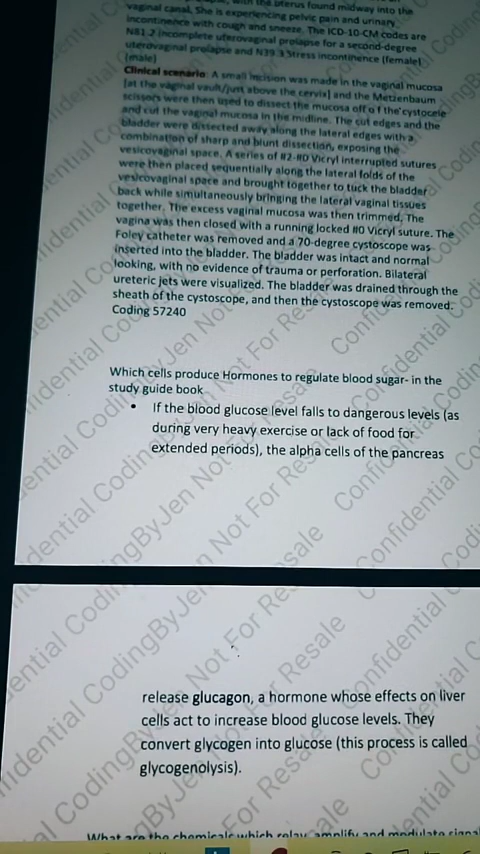 with the uterus found midway into the
vaginal canal. She is experiencing pelvic pain and urinary
incontinence with cough and sneeze. The ICD-10-CM codes are
N81.2 Incomplete uterovaginal prolapse for a second-degree
uterovaginal prolapse and N39.3 Stress incontinence (female)
(male)
Clinical scenario: A small incision was made in the vaginal mucosa
[at the vaginal vault/just above the cervix] and the Metzenbaum
scissors were then used to dissect the mucosa off o f the cystocele
and cut the vaginal mucosa in the midline. The cut edges and the
bladder were dissected away along the lateral edges with a
combination of sharp and blunt dissection, exposing the
vesicovaginal space. A series of #2-#0 Vicryl interrupted sutures
were then placed sequentially along the lateral folds of the
vesicovaginal space and brought together to tuck the bladder
back while simultaneously bringing the lateral vaginal tissues
together. The excess vaginal mucosa was then trimmed. The
vagina was then closed with a running locked #0 Vicryl suture. The
Foley catheter was removed and a 70-degree cystoscope was
inserted into the bladder. The bladder was intact and normal
looking, with no evidence of trauma or perforation. Bilateral
ureteric jets were visualized. The bladder was drained through the
sheath of the cystoscope, and then the cystoscope was removed.
Coding 57240
Which cells produce Hormones to regulate blood sugar- in the
study guide book
• If the blood glucose level falls to dangerous levels (as
during very heavy exercise or lack of food for
extended periods), the alpha cells of the pancreas
release glucagon, a hormone whose effects on liver
cells act to increase blood glucose levels. They
convert glycogen into glucose (this process is called
glycogenolysis).
What are the chemicals which relay, amplify and modulate signal
Confidential CodingByJen Not For Resale